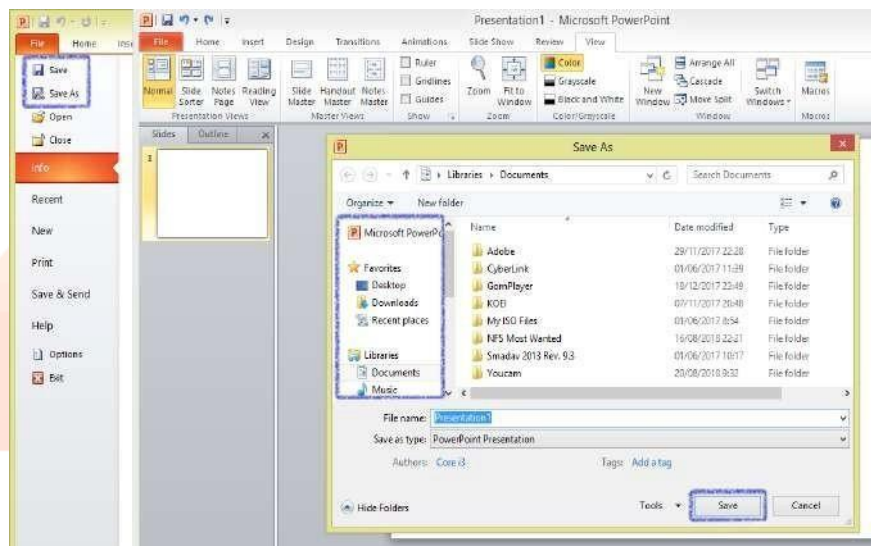 File Home Inse
Save
Save As
Open
Close
Info
Recent
New
Print
Save & Send
Help
Options
Exit
Presentation1 - Microsoft PowerPoint
File Home Insert Design Transitions Animations Slide Show Review View
Normal Slide Sorter Notes Page Reading View
Presentation Views
Slide Master Handout Master Notes Master
Master Views
Ruler
Gridlines
Guides
Show
Zoom Fit to Window
Zoom
Color
Grayscale
Black and White
Color/Grayscale
New Window
Arrange All
Cascade
Move Split
Switch Windows
Window
Macros
Macros
Slides Outline
1
Save As
Libraries Documents
Search Documents
Organize New folder
Microsoft PowerPo
Favorites
Desktop
Downloads
Recent places
Libraries
Documents
Music
Name Date modified Type
Adobe 29/11/2017 22:28 File folder
CyberLink 01/06/2017 11:39 File folder
GomPlayer 18/12/2017 23:49 File folder
KOEI 07/11/2017 20:48 File folder
My ISO Files 01/06/2017 8:54 File folder
NFS Most Wanted 16/08/2018 22:21 File folder
Smadav 2013 Rev. 9.3 01/06/2017 10:17 File folder
Youcam 20/08/2018 9:32 File folder
File name: Presentation1
Save as type: PowerPoint Presentation
Authors: Core i3 Tags: Add a tag
Hide Folders Tools Save Cancel